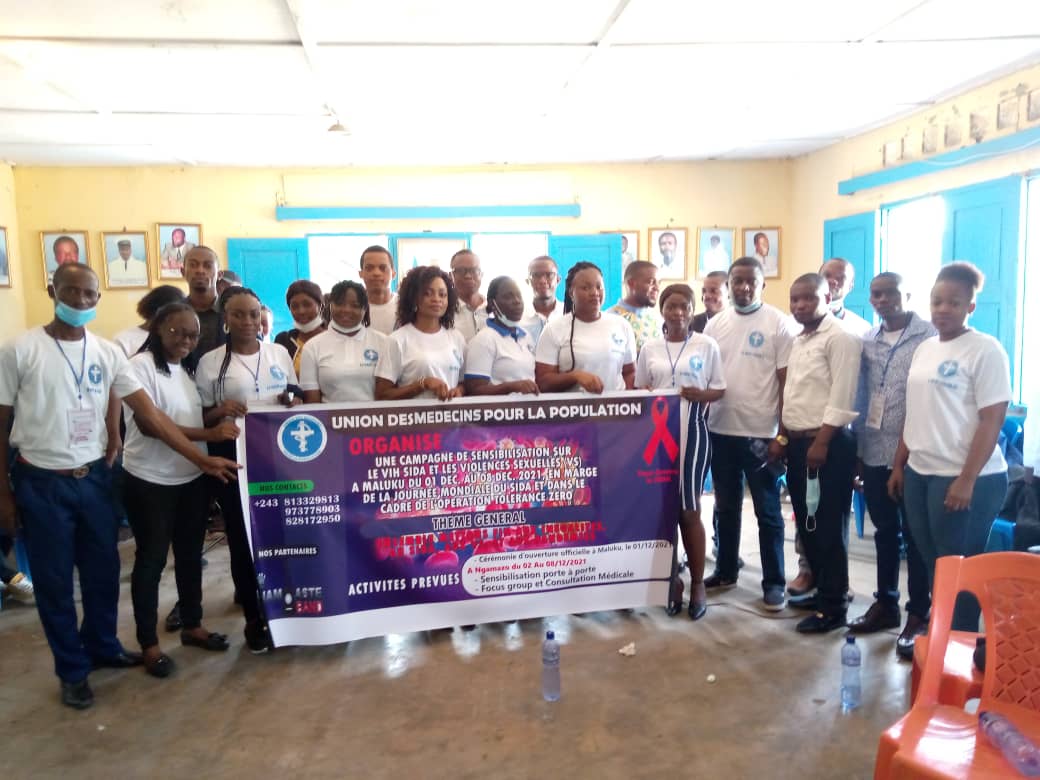 UNION DESMEDECINS POUR LA POPULATION
ORGANISE
UNE CAMPAGNE DE SENSIBILISATION SUR
LE VIH SIDA ET LES VIOLENCES SEXUELLES (VS)
A MALUKU DU 01 DEC. AU 08 DEC. 2021, EN MARGE
DE LA JOURNÉE MONDIALE DU SIDA ET DANS LE
CADRE DE L'OPERATION TOLERANCE ZERO
THEME GENERAL
NOS CONTACTS
+243 813329813
973778903
828172950
NOS PARTENAIRES
ACTIVITES PREVUES
- Cérémonie d'ouverture officielle à Maluku, le 01/12/2021
A Ngamazu du 02 Au 08/12/2021
- Sensibilisation porte à porte
- Focus group et Consultation Médicale